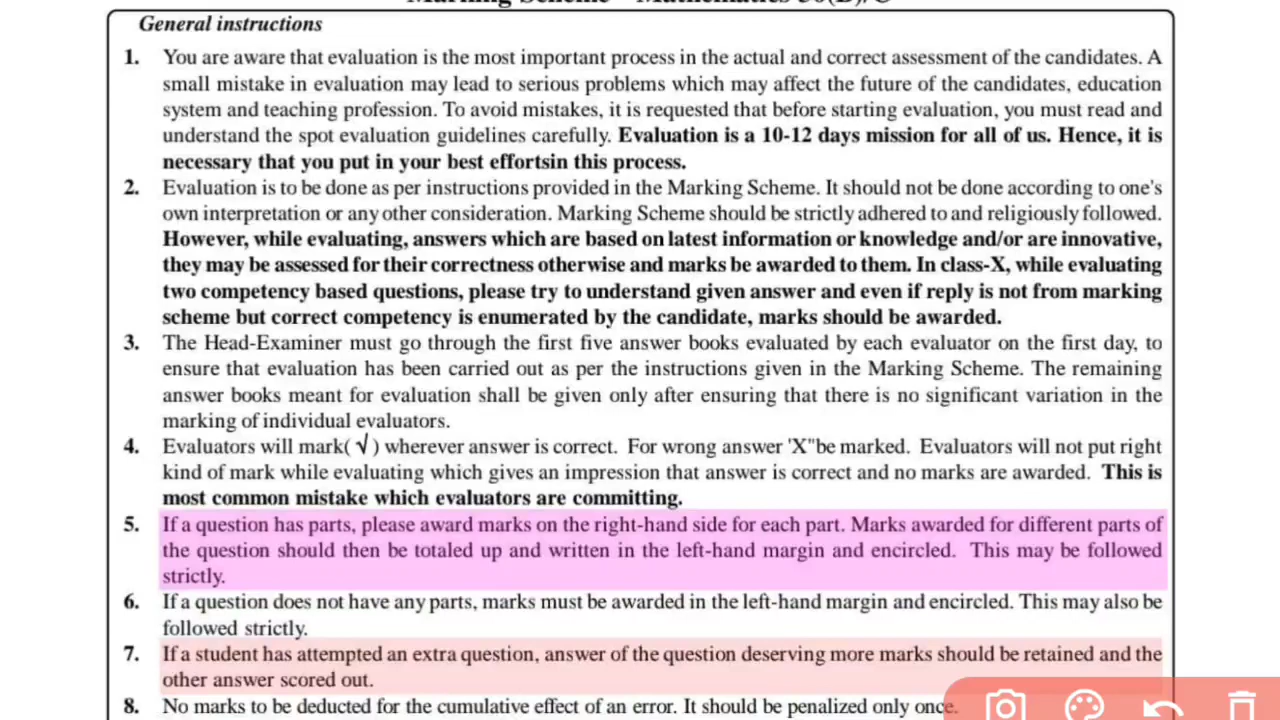 General instructions
1. You are aware that evaluation is the most important process in the actual and correct assessment of the candidates. A
small mistake in evaluation may lead to serious problems which may affect the future of the candidates, education
system and teaching profession. To avoid mistakes, it is requested that before starting evaluation, you must read and
understand the spot evaluation guidelines carefully. Evaluation is a 10-12 days mission for all of us. Hence, it is
necessary that you put in your best effortsin this process.
2. Evaluation is to be done as per instructions provided in the Marking Scheme. It should not be done according to one's
own interpretation or any other consideration. Marking Scheme should be strictly adhered to and religiously followed.
However, while evaluating, answers which are based on latest information or knowledge and/or are innovative,
they may be assessed for their correctness otherwise and marks be awarded to them. In class-X, while evaluating
two competency based questions, please try to understand given answer and even if reply is not from marking
scheme but correct competency is enumerated by the candidate, marks should be awarded.
3. The Head-Examiner must go through the first five answer books evaluated by each evaluator on the first day, to
ensure that evaluation has been carried out as per the instructions given in the Marking Scheme. The remaining
answer books meant for evaluation shall be given only after ensuring that there is no significant variation in the
marking of individual evaluators.
4. Evaluators will mark( √ ) wherever answer is correct. For wrong answer 'X"be marked. Evaluators will not put right
kind of mark while evaluating which gives an impression that answer is correct and no marks are awarded. This is
most common mistake which evaluators are committing.
5. If a question has parts, please award marks on the right-hand side for each part. Marks awarded for different parts of
the question should then be totaled up and written in the left-hand margin and encircled. This may be followed
strictly.
6. If a question does not have any parts, marks must be awarded in the left-hand margin and encircled. This may also be
followed strictly.
7. If a student has attempted an extra question, answer of the question deserving more marks should be retained and the
other answer scored out.
8. No marks to be deducted for the cumulative effect of an error. It should be penalized only once.